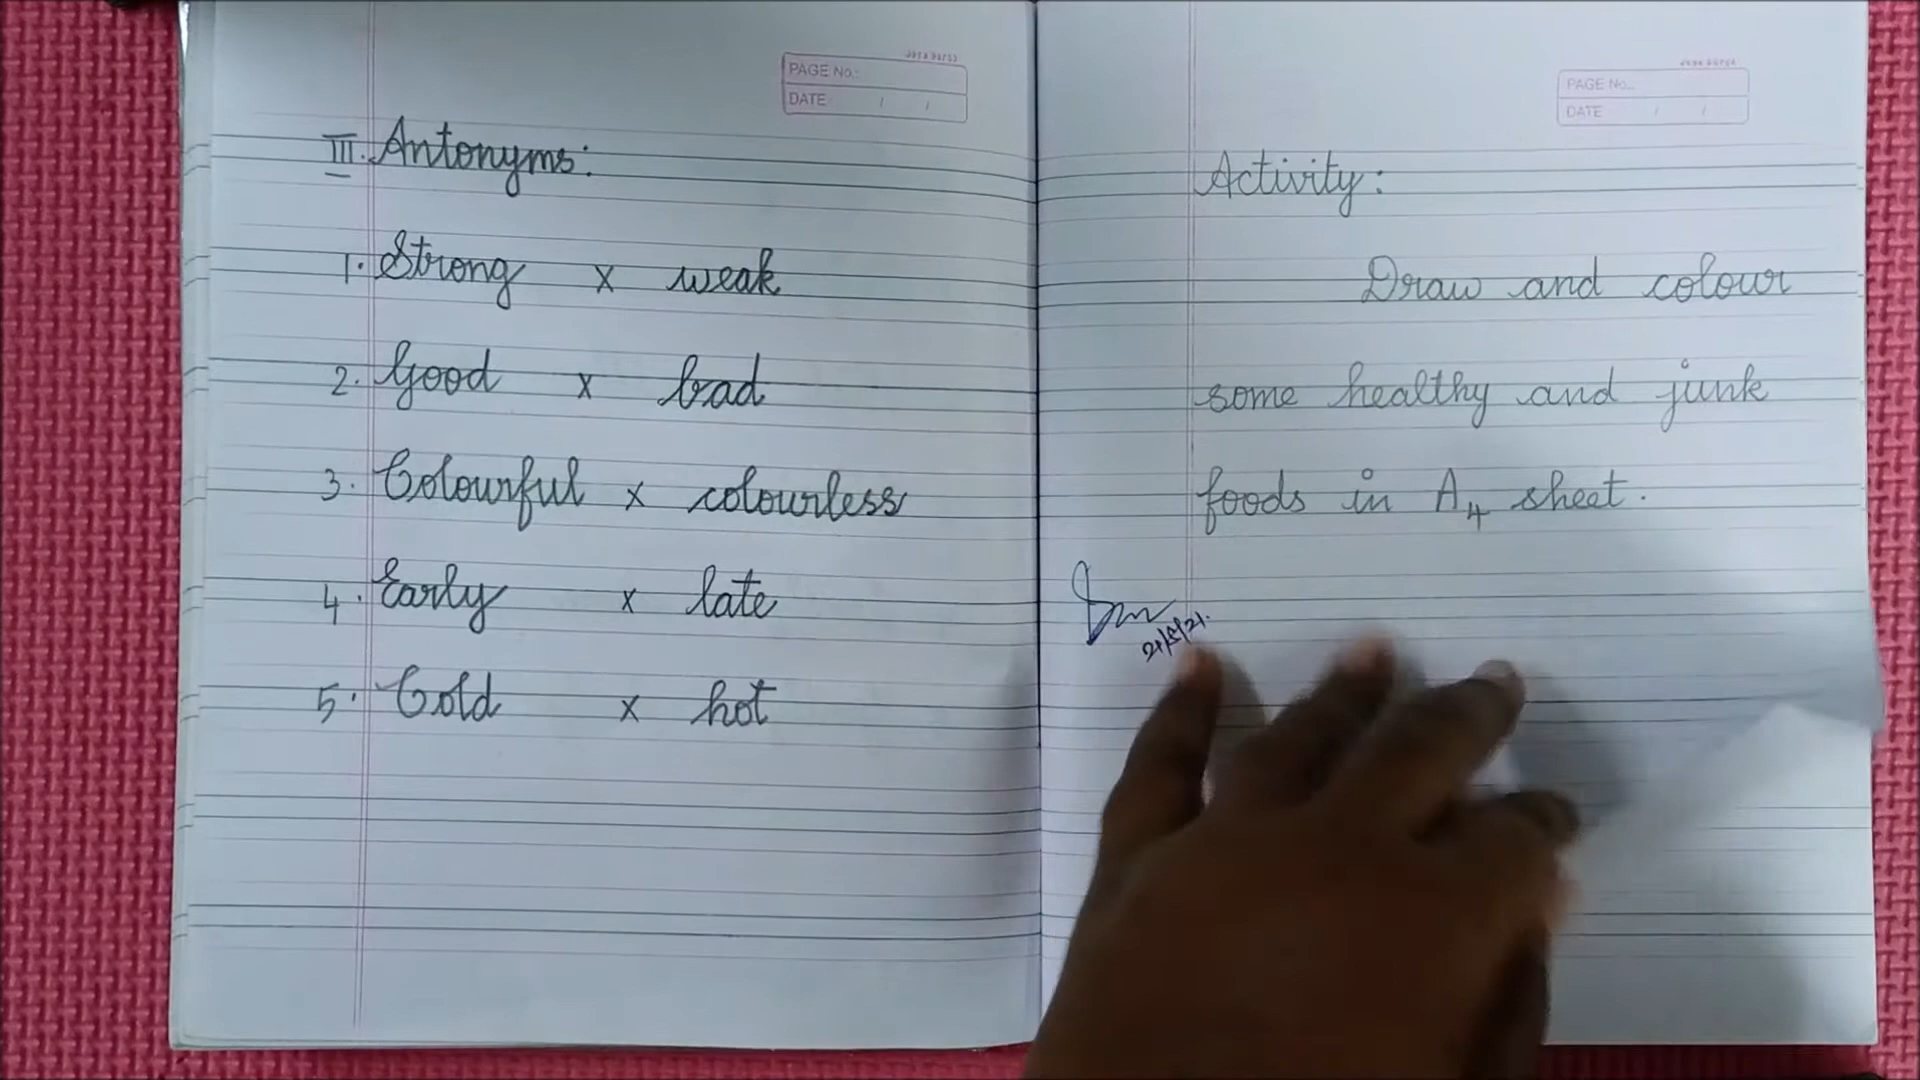 PAGE No.:
DATE / /
III. Antonyms:
1. Strong x weak
2. Good x bad
3. Colourful x colourless
4. Early x late
5. Cold x hot
PAGE No.:
DATE / /
Activity:
Draw and colour
some healthy and junk
foods in A4 sheet.